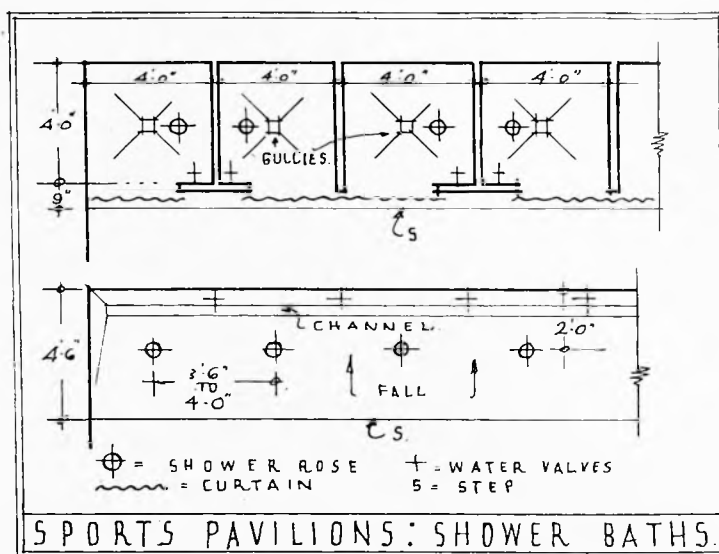 4'·0" 4'·0" 4'·0" 4'·0"
4'·0"
GULLIES.
9"
S
CHANNEL.
2'·0"
4'·6"
3'·6"
TO
4'·0"
FALL
S.
= SHOWER ROSE
= WATER VALVES
= CURTAIN
S = STEP
SPORTS PAVILIONS: SHOWER BATHS.